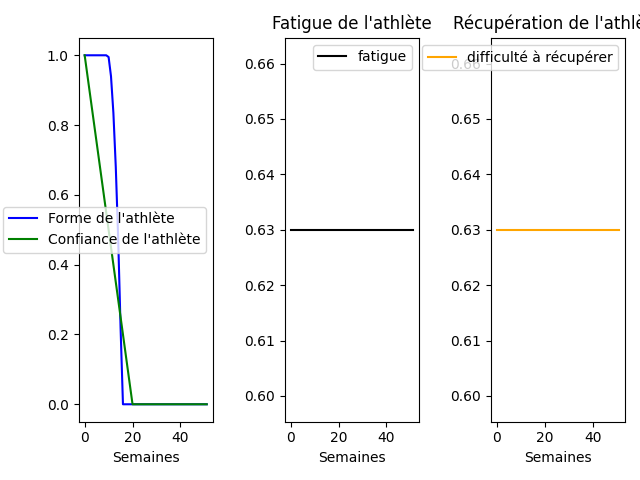 Fatigue de l'athlète
Récupération de l'athlè
1.0
0.8
0.6
0.4
0.2
0.0
Forme de l'athlète
Confiance de l'athlète
0 20 40
Semaines
0.66
0.65
0.64
0.63
0.62
0.61
0.60
fatigue
0 20 40
Semaines
0.66
0.65
0.64
0.63
0.62
0.61
0.60
difficulté à récupérer
0 20 40
Semaines